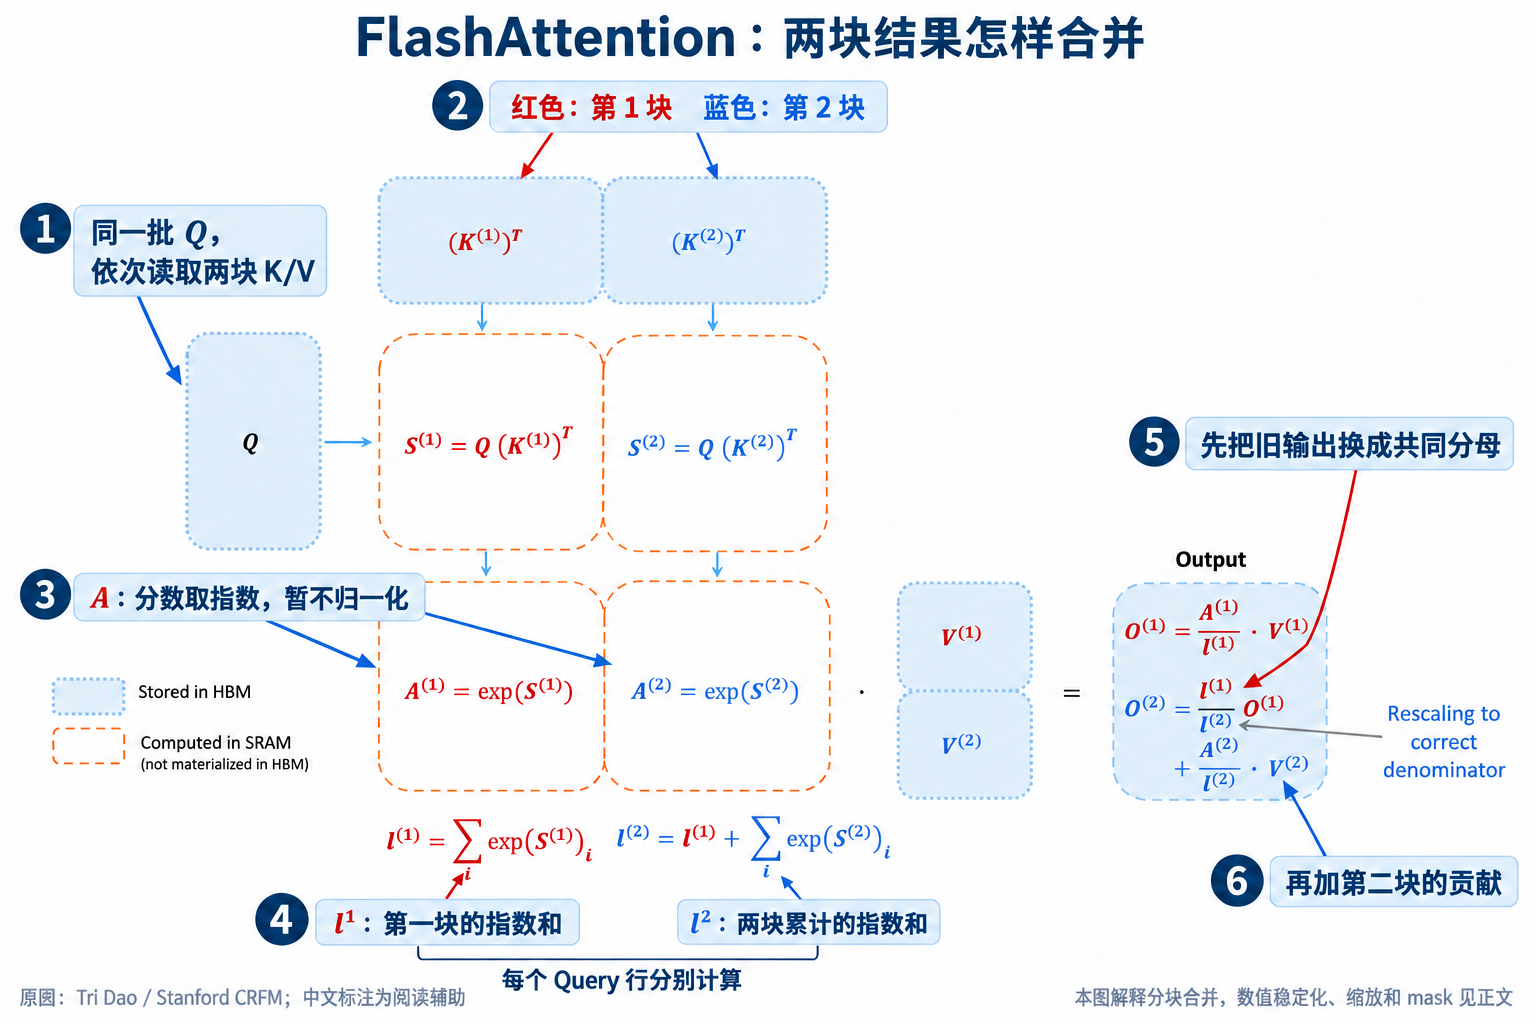 FlashAttention：两块结果怎样合并
2
红色：第 1 块 蓝色：第 2 块
1
同一批 Q，
依次读取两块 K/V
(K^(1))^T
(K^(2))^T
Q
S^(1) = Q (K^(1))^T
S^(2) = Q (K^(2))^T
5
先把旧输出换成共同分母
3
A：分数取指数，暂不归一化
A^(1) = exp(S^(1))
A^(2) = exp(S^(2))
·
V^(1)
V^(2)
=
Output
O^(1) = A^(1)/l^(1) · V^(1)
O^(2) = l^(1)/l^(2) O^(1)
+ A^(2)/l^(2) · V^(2)
Rescaling to
correct
denominator
Stored in HBM
Computed in SRAM
(not materialized in HBM)
l^(1) = ∑_i exp(S^(1))_i
l^(2) = l^(1) + ∑_i exp(S^(2))_i
6
再加第二块的贡献
4
l^1：第一块的指数和
l^2：两块累计的指数和
每个 Query 行分别计算
原图：Tri Dao / Stanford CRFM；中文标注为阅读辅助
本图解释分块合并，数值稳定化、缩放和 mask 见正文